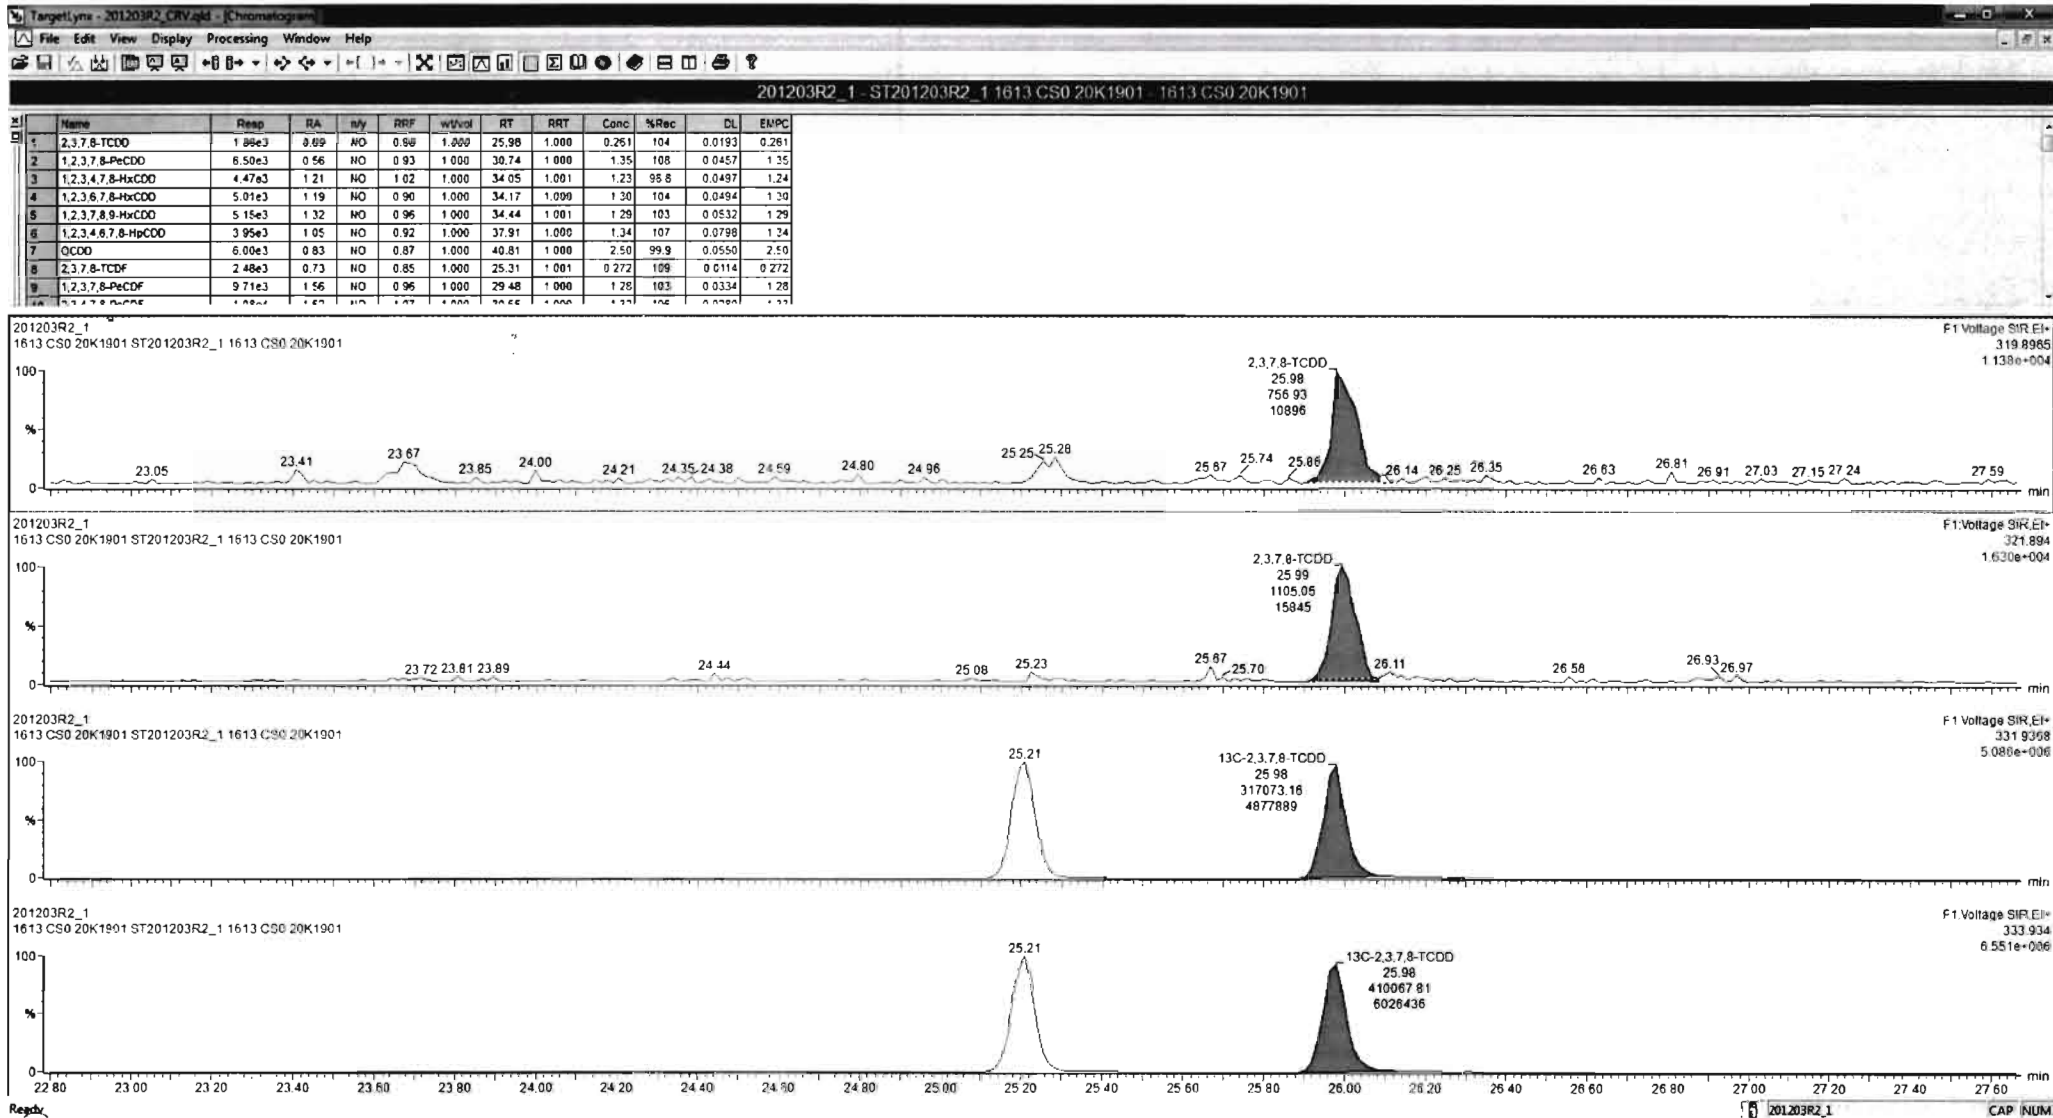 TargetLynx - 201203R2_CRV.qld - [Chromatogram]
File Edit View Display Processing Window Help
201203R2_1 - ST201203R2_1 1613 CS0 20K1901 - 1613 CS0 20K1901
Name Resp RA n/y RRF wt/vol RT RRT Conc %Rec DL EMPC
1 2,3,7,8-TCDD 1.86e3 0.69 NO 0.98 1.000 25.98 1.000 0.261 104 0.0193 0.261
2 1,2,3,7,8-PeCDD 6.50e3 0.56 NO 0.93 1.000 30.74 1.000 1.35 108 0.0457 1.35
3 1,2,3,4,7,8-HxCDD 4.47e3 1.21 NO 1.02 1.000 34.05 1.001 1.23 98.8 0.0497 1.24
4 1,2,3,6,7,8-HxCDD 5.01e3 1.19 NO 0.90 1.000 34.17 1.000 1.30 104 0.0494 1.30
5 1,2,3,7,8,9-HxCDD 5.15e3 1.32 NO 0.96 1.000 34.44 1.001 1.29 103 0.0532 1.29
6 1,2,3,4,6,7,8-HpCDD 3.95e3 1.05 NO 0.92 1.000 37.91 1.000 1.34 107 0.0798 1.34
7 OCDD 6.00e3 0.83 NO 0.87 1.000 40.81 1.000 2.50 99.9 0.0550 2.50
8 2,3,7,8-TCDF 2.48e3 0.73 NO 0.85 1.000 25.31 1.001 0.272 109 0.0114 0.272
9 1,2,3,7,8-PeCDF 9.71e3 1.56 NO 0.96 1.000 29.48 1.000 1.28 103 0.0334 1.28
201203R2_1
1613 CS0 20K1901 ST201203R2_1 1613 CS0 20K1901
F1:Voltage SIR,EI+
319.8965
1.138e+004
2,3,7,8-TCDD
25.98
756.93
10896
100
%
0
23.05 23.41 23.67 23.85 24.00 24.21 24.35 24.38 24.59 24.80 24.96 25.25 25.28 25.67 25.74 25.86 26.14 26.25 26.35 26.63 26.81 26.91 27.03 27.15 27.24 27.59
min
201203R2_1
1613 CS0 20K1901 ST201203R2_1 1613 CS0 20K1901
F1:Voltage SIR,EI+
321.894
1.630e+004
2,3,7,8-TCDD
25.99
1105.05
15845
100
%
0
23.72 23.81 23.89 24.44 25.08 25.23 25.67 25.70 26.11 26.56 26.93 26.97
min
201203R2_1
1613 CS0 20K1901 ST201203R2_1 1613 CS0 20K1901
F1:Voltage SIR,EI+
331.9368
5.086e+006
25.21
13C-2,3,7,8-TCDD
25.98
317073.16
4877889
100
%
0
min
201203R2_1
1613 CS0 20K1901 ST201203R2_1 1613 CS0 20K1901
F1:Voltage SIR,EI+
333.934
6.551e+006
25.21
13C-2,3,7,8-TCDD
25.98
410067.81
6026436
100
%
0
22.80 23.00 23.20 23.40 23.60 23.80 24.00 24.20 24.40 24.60 24.80 25.00 25.20 25.40 25.60 25.80 26.00 26.20 26.40 26.60 26.80 27.00 27.20 27.40 27.60
min
Ready
201203R2_1 CAP NUM